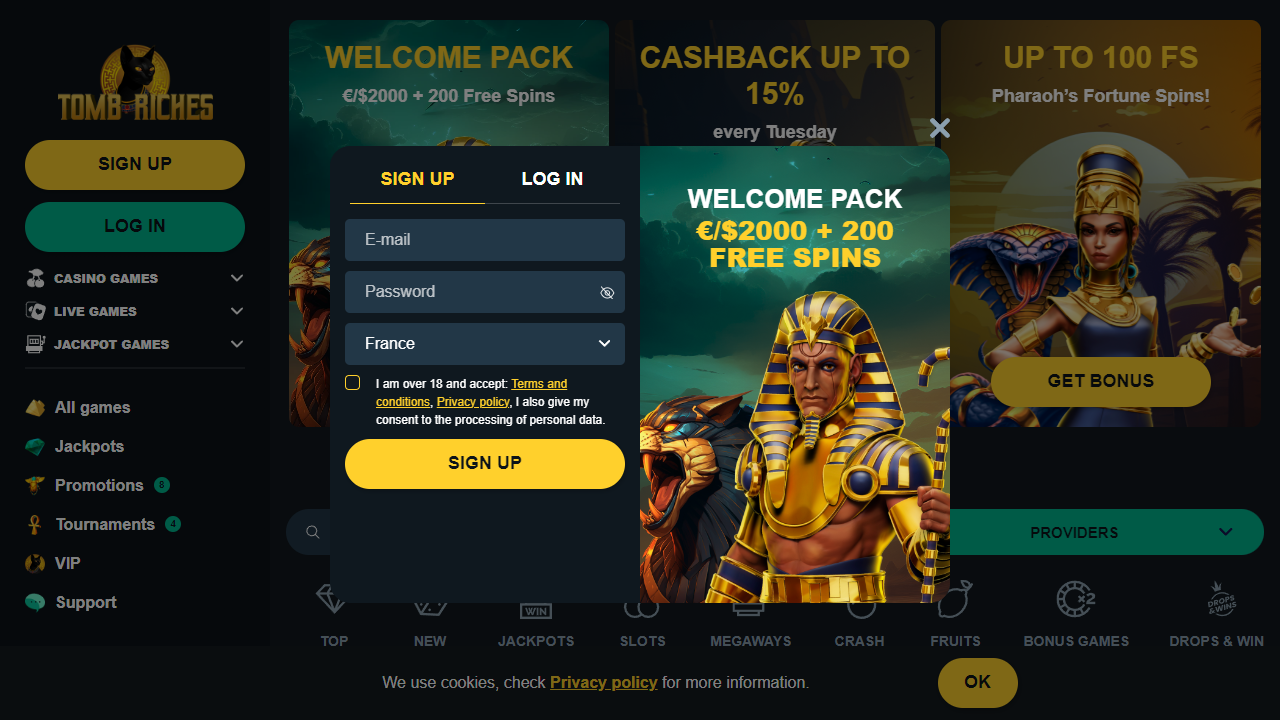 TOMB RICHES
SIGN UP
LOG IN
CASINO GAMES
LIVE GAMES
JACKPOT GAMES
All games
Jackpots
Promotions 8
Tournaments 4
VIP
Support
WELCOME PACK
€/$2000 + 200 Free Spins
CASHBACK UP TO
15%
every Tuesday
UP TO 100 FS
Pharaoh’s Fortune Spins!
GET BONUS
SIGN UP LOG IN
E-mail
Password
France
I am over 18 and accept: Terms and
conditions, Privacy policy, I also give my
consent to the processing of personal data.
SIGN UP
WELCOME PACK
€/$2000 + 200
FREE SPINS
PROVIDERS
WIN
X2
DROPS
&WINS
TOP NEW JACKPOTS SLOTS MEGAWAYS CRASH FRUITS BONUS GAMES DROPS & WIN
We use cookies, check Privacy policy for more information.
OK